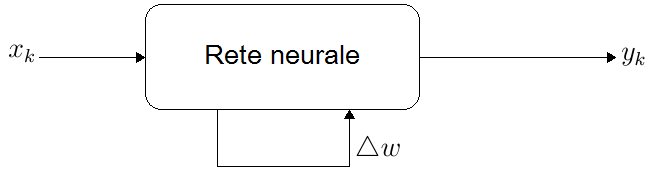 x_k
Rete neurale
y_k
△w